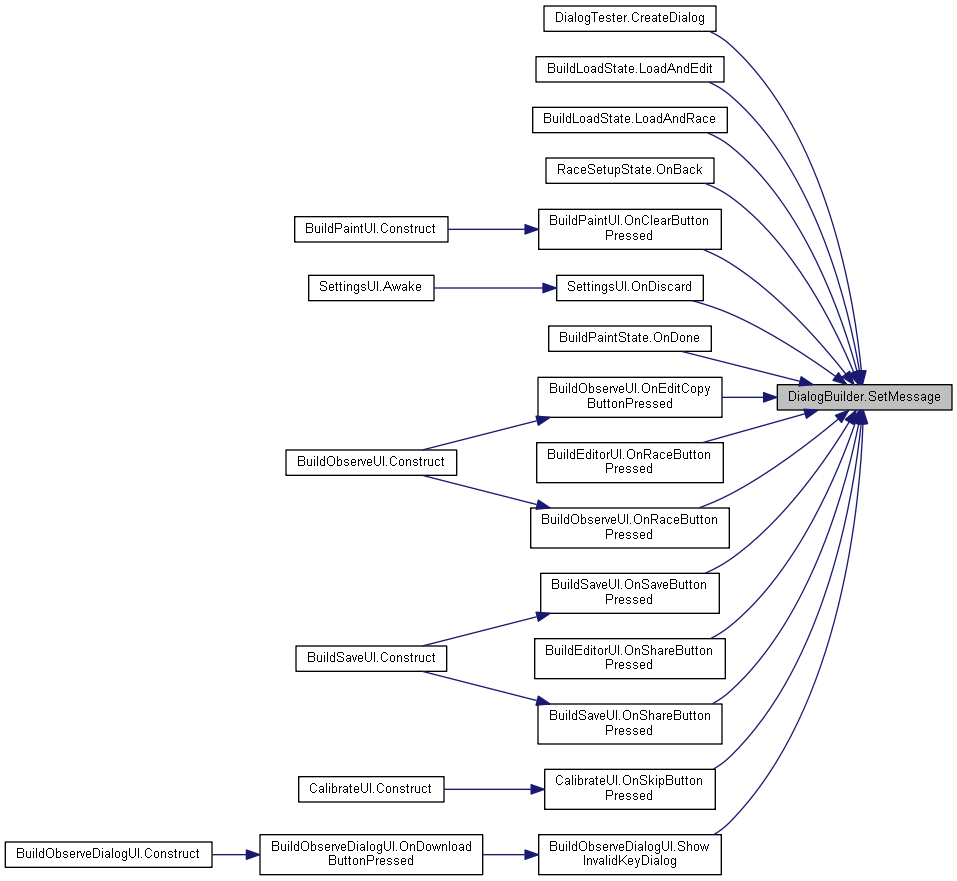 DialogTester.CreateDialog
BuildLoadState.LoadAndEdit
BuildLoadState.LoadAndRace
RaceSetupState.OnBack
BuildPaintUI.Construct
BuildPaintUI.OnClearButton
Pressed
SettingsUI.Awake
SettingsUI.OnDiscard
BuildPaintState.OnDone
BuildObserveUI.OnEditCopy
ButtonPressed
DialogBuilder.SetMessage
BuildObserveUI.Construct
BuildEditorUI.OnRaceButton
Pressed
BuildObserveUI.OnRaceButton
Pressed
BuildSaveUI.OnSaveButton
Pressed
BuildSaveUI.Construct
BuildEditorUI.OnShareButton
Pressed
BuildSaveUI.OnShareButton
Pressed
CalibrateUI.Construct
CalibrateUI.OnSkipButton
Pressed
BuildObserveDialogUI.Construct
BuildObserveDialogUI.OnDownload
ButtonPressed
BuildObserveDialogUI.Show
InvalidKeyDialog